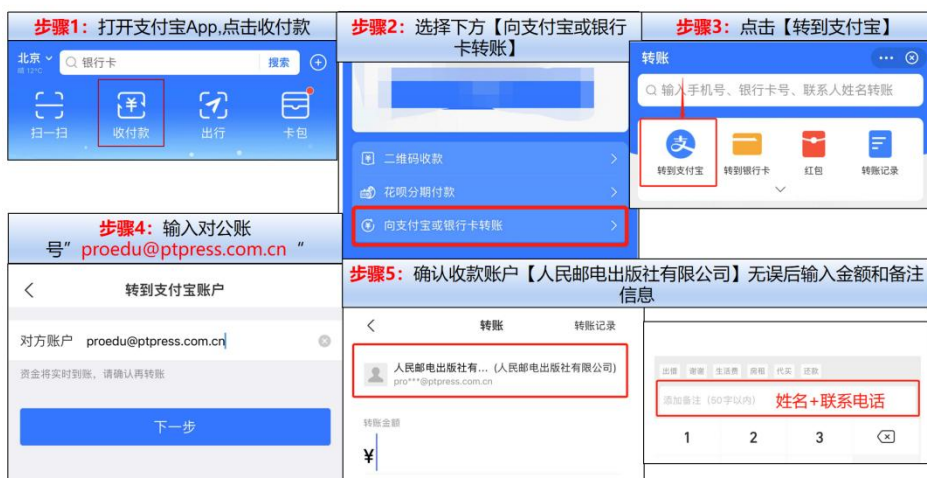 步骤1：打开支付宝App,点击收付款
北京
晴 12°C
银行卡
搜索
扫一扫
收付款
出行
卡包
步骤2：选择下方【向支付宝或银行
卡转账】
二维码收款
花呗分期付款
向支付宝或银行卡转账
步骤3：点击【转到支付宝】
转账
输入手机号、银行卡号、联系人姓名转账
支
转到支付宝
转到银行卡
红包
转账记录
步骤4：输入对公账
号”proedu@ptpress.com.cn “
转到支付宝账户
对方账户 proedu@ptpress.com.cn
资金将实时到账，请确认再转账
下一步
步骤5：确认收款账户【人民邮电出版社有限公司】无误后输入金额和备注
信息
转账
转账记录
人民邮电出版社有... (人民邮电出版社有限公司)
pro***@ptpress.com.cn
转账金额
¥
出借 谢谢 生活费 房租 代买 还款
添加备注（50字以内）
姓名+联系电话
1 2 3